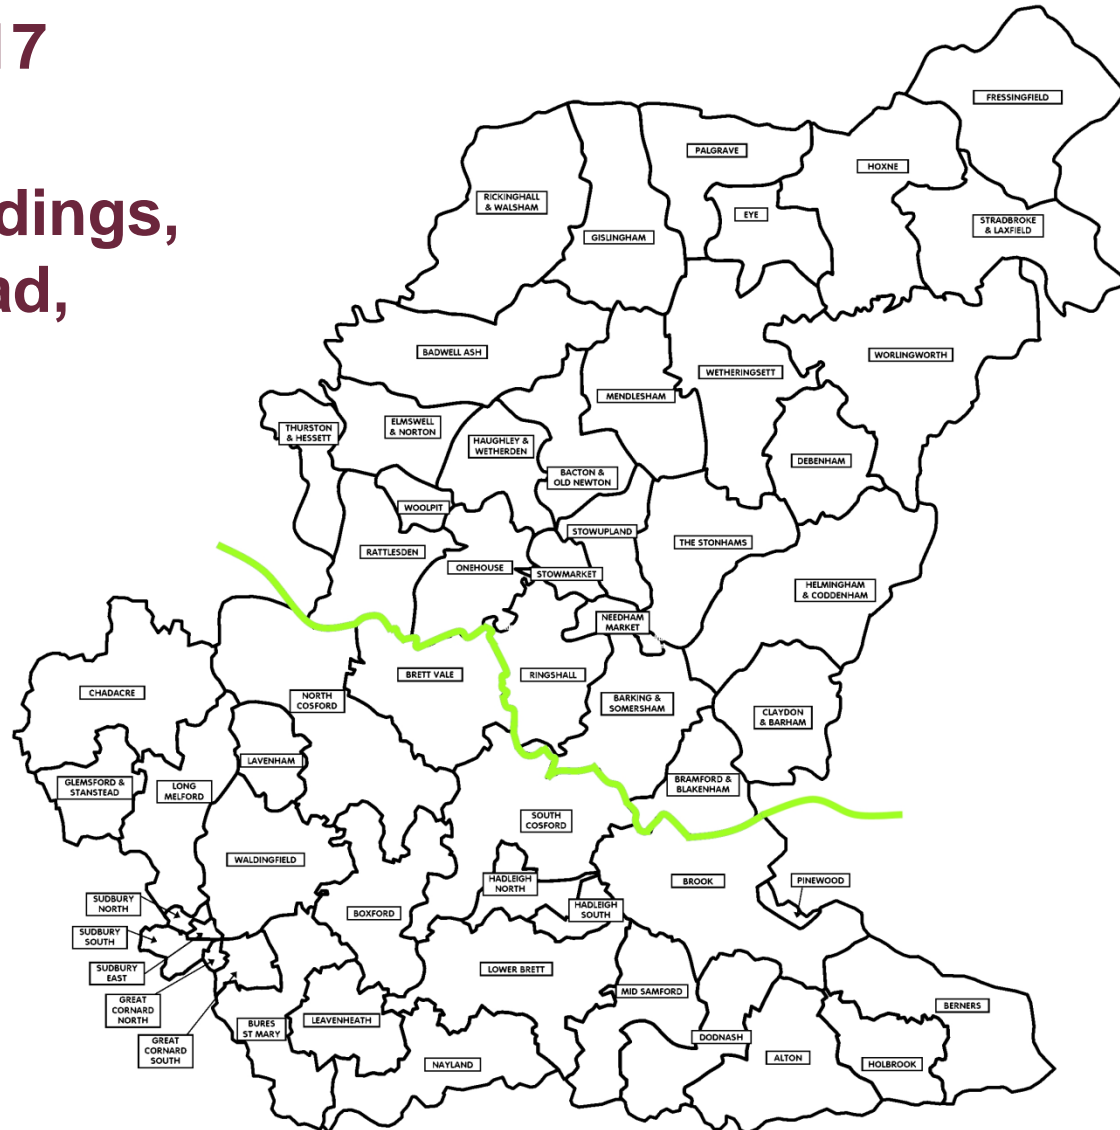 17
dings,
ad,
FRESSINGFIELD
PALGRAVE
HOXNE
RICKINGHALL
& WALSHAM
EYE
STRADBROKE
& LAXFIELD
GISLINGHAM
BADWELL ASH
WORLINGWORTH
WETHERINGSETT
MENDLESHAM
THURSTON
& HESSETT
ELMSWELL
& NORTON
HAUGHLEY &
WETHERDEN
DEBENHAM
BACTON &
OLD NEWTON
WOOLPIT
STOWUPLAND
THE STONHAMS
RATTLESDEN
ONEHOUSE
STOWMARKET
HELMINGHAM
& CODDENHAM
NEEDHAM
MARKET
BRETT VALE
RINGSHALL
CHADACRE
NORTH
COSFORD
BARKING &
SOMERSHAM
CLAYDON
& BARHAM
LAVENHAM
GLEMSFORD &
STANSTEAD
LONG
MELFORD
BRAMFORD &
BLAKENHAM
SOUTH
COSFORD
WALDINGFIELD
HADLEIGH
NORTH
BROOK
PINEWOOD
SUDBURY
NORTH
BOXFORD
HADLEIGH
SOUTH
SUDBURY
SOUTH
SUDBURY
EAST
LOWER BRETT
MID SAMFORD
GREAT
CORNARD
NORTH
BERNERS
BURES
ST MARY
LEAVENHEATH
DODNASH
GREAT
CORNARD
SOUTH
NAYLAND
ALTON
HOLBROOK